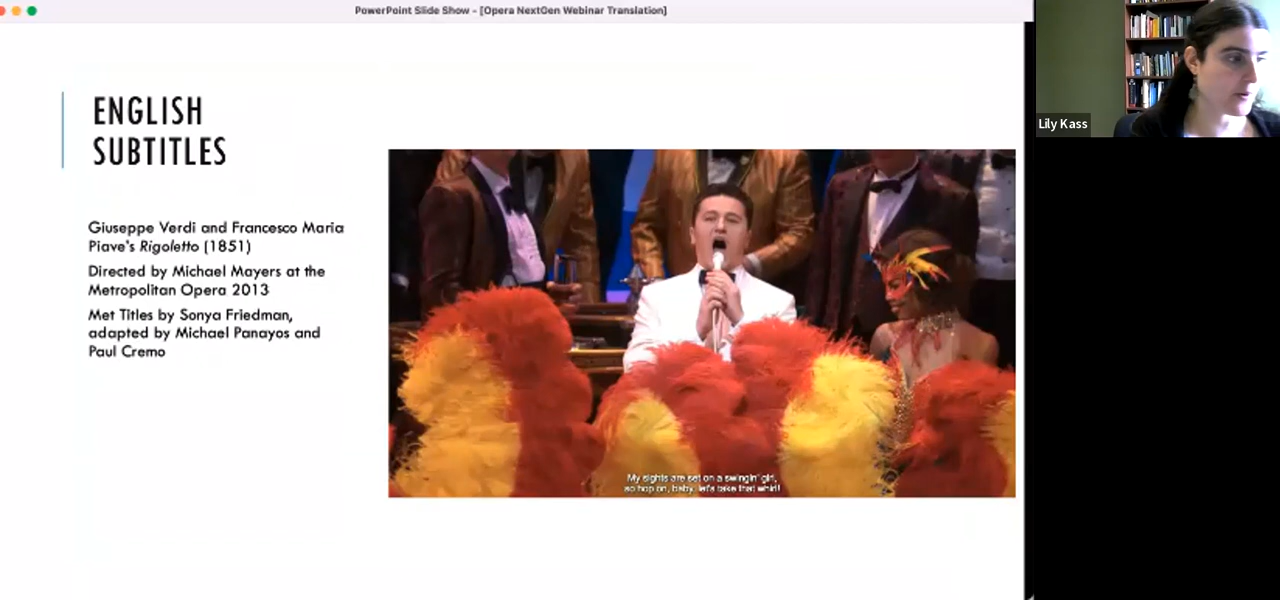 PowerPoint Slide Show - [Opera NextGen Webinar Translation]
ENGLISH
SUBTITLES
Giuseppe Verdi and Francesco Maria
Piave's Rigoletto (1851)
Directed by Michael Mayers at the
Metropolitan Opera 2013
Met Titles by Sonya Friedman,
adapted by Michael Panayos and
Paul Cremo
My sights are set on a swingin' girl,
so hop on, baby, let's take that whirl!
Lily Kass